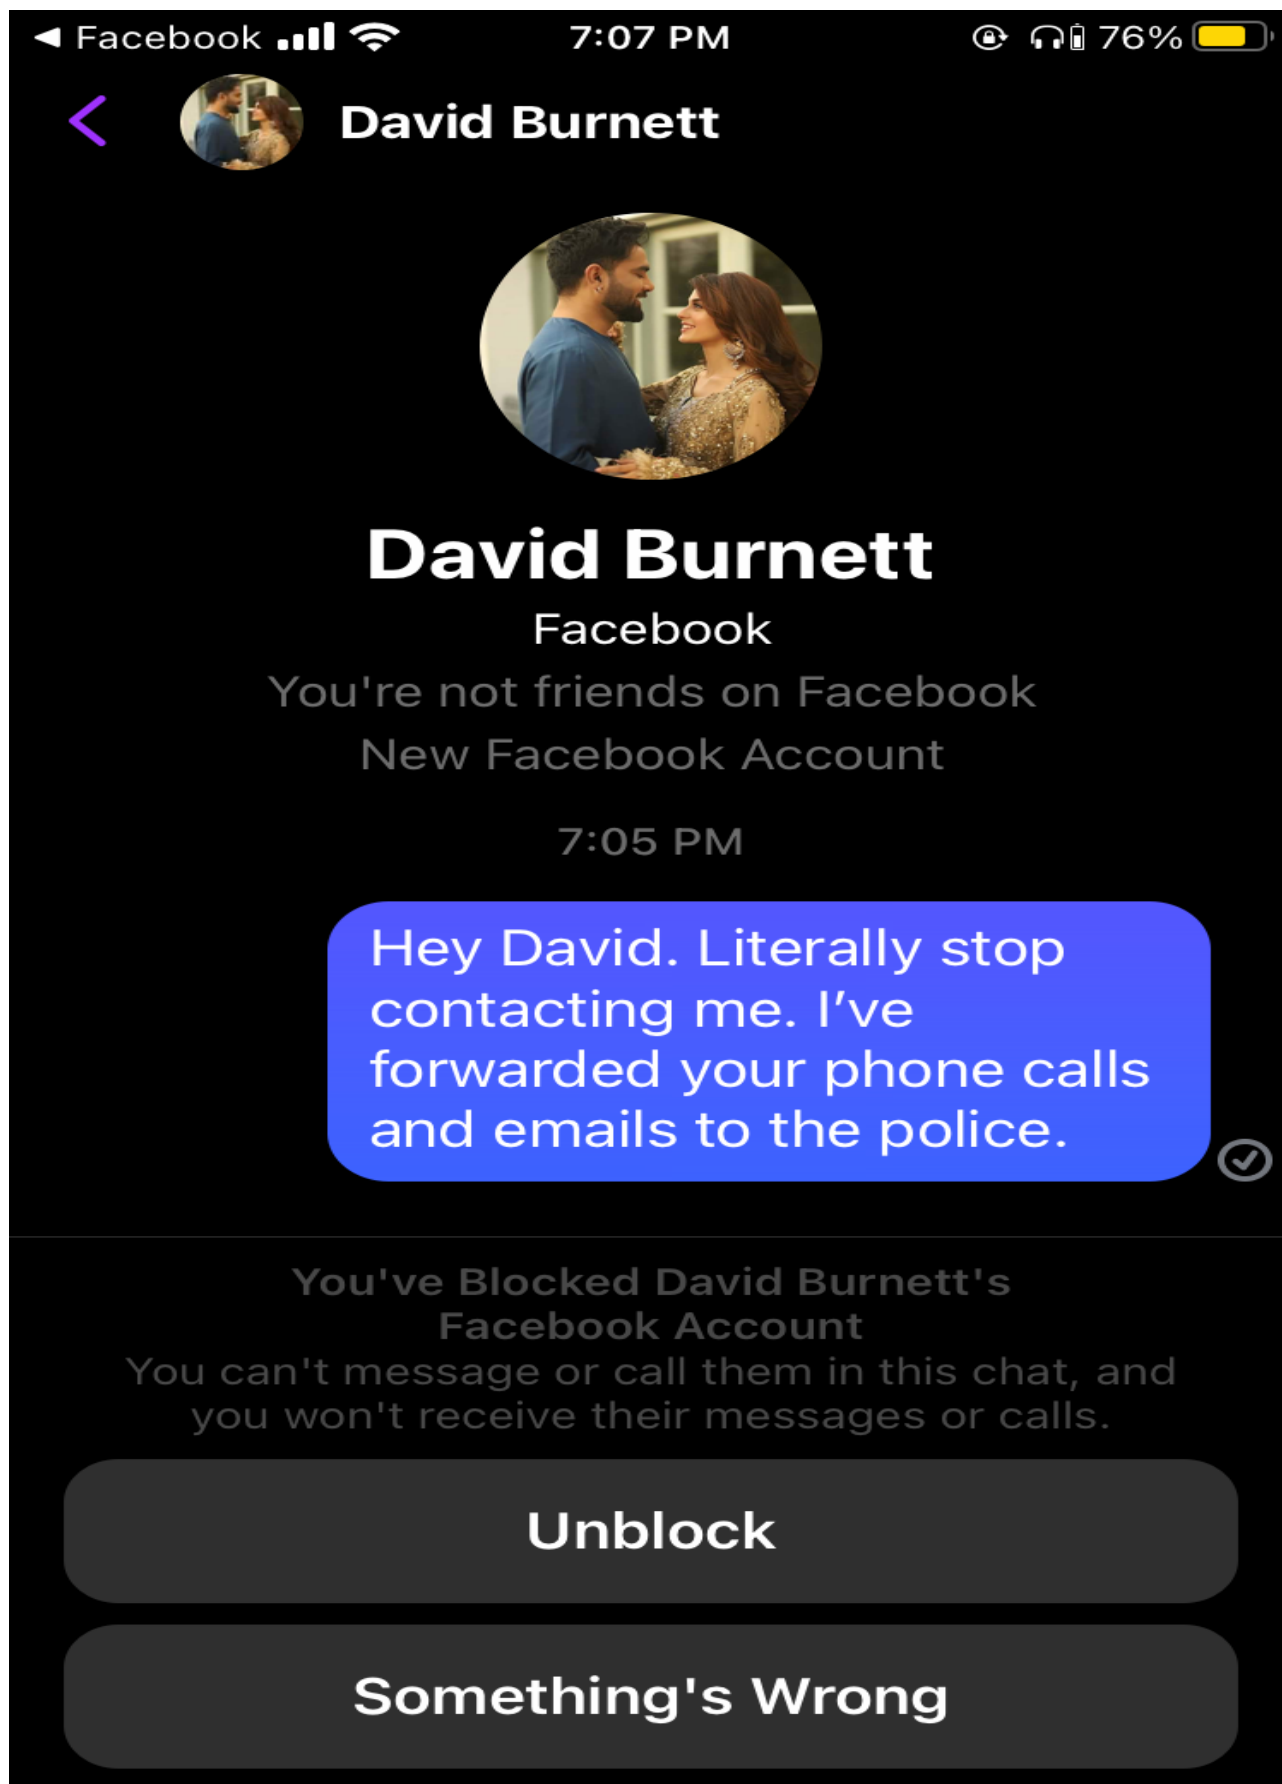 Facebook 7:07 PM 76%
David Burnett
David Burnett
Facebook
You're not friends on Facebook
New Facebook Account
7:05 PM
Hey David. Literally stop
contacting me. I’ve
forwarded your phone calls
and emails to the police.
You've Blocked David Burnett's
Facebook Account
You can't message or call them in this chat, and
you won't receive their messages or calls.
Unblock
Something's Wrong